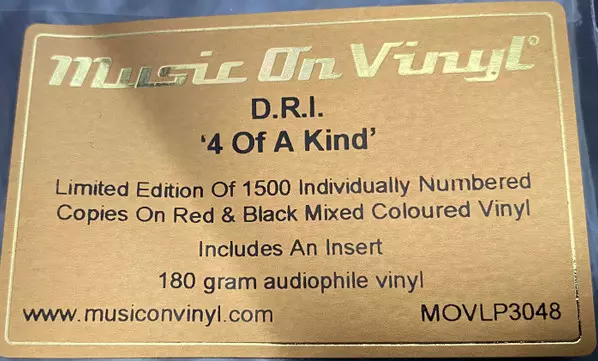 Music On Vinyl®
D.R.I.
'4 Of A Kind'
Limited Edition Of 1500 Individually Numbered
Copies On Red & Black Mixed Coloured Vinyl
Includes An Insert
180 gram audiophile vinyl
www.musiconvinyl.com MOVLP3048